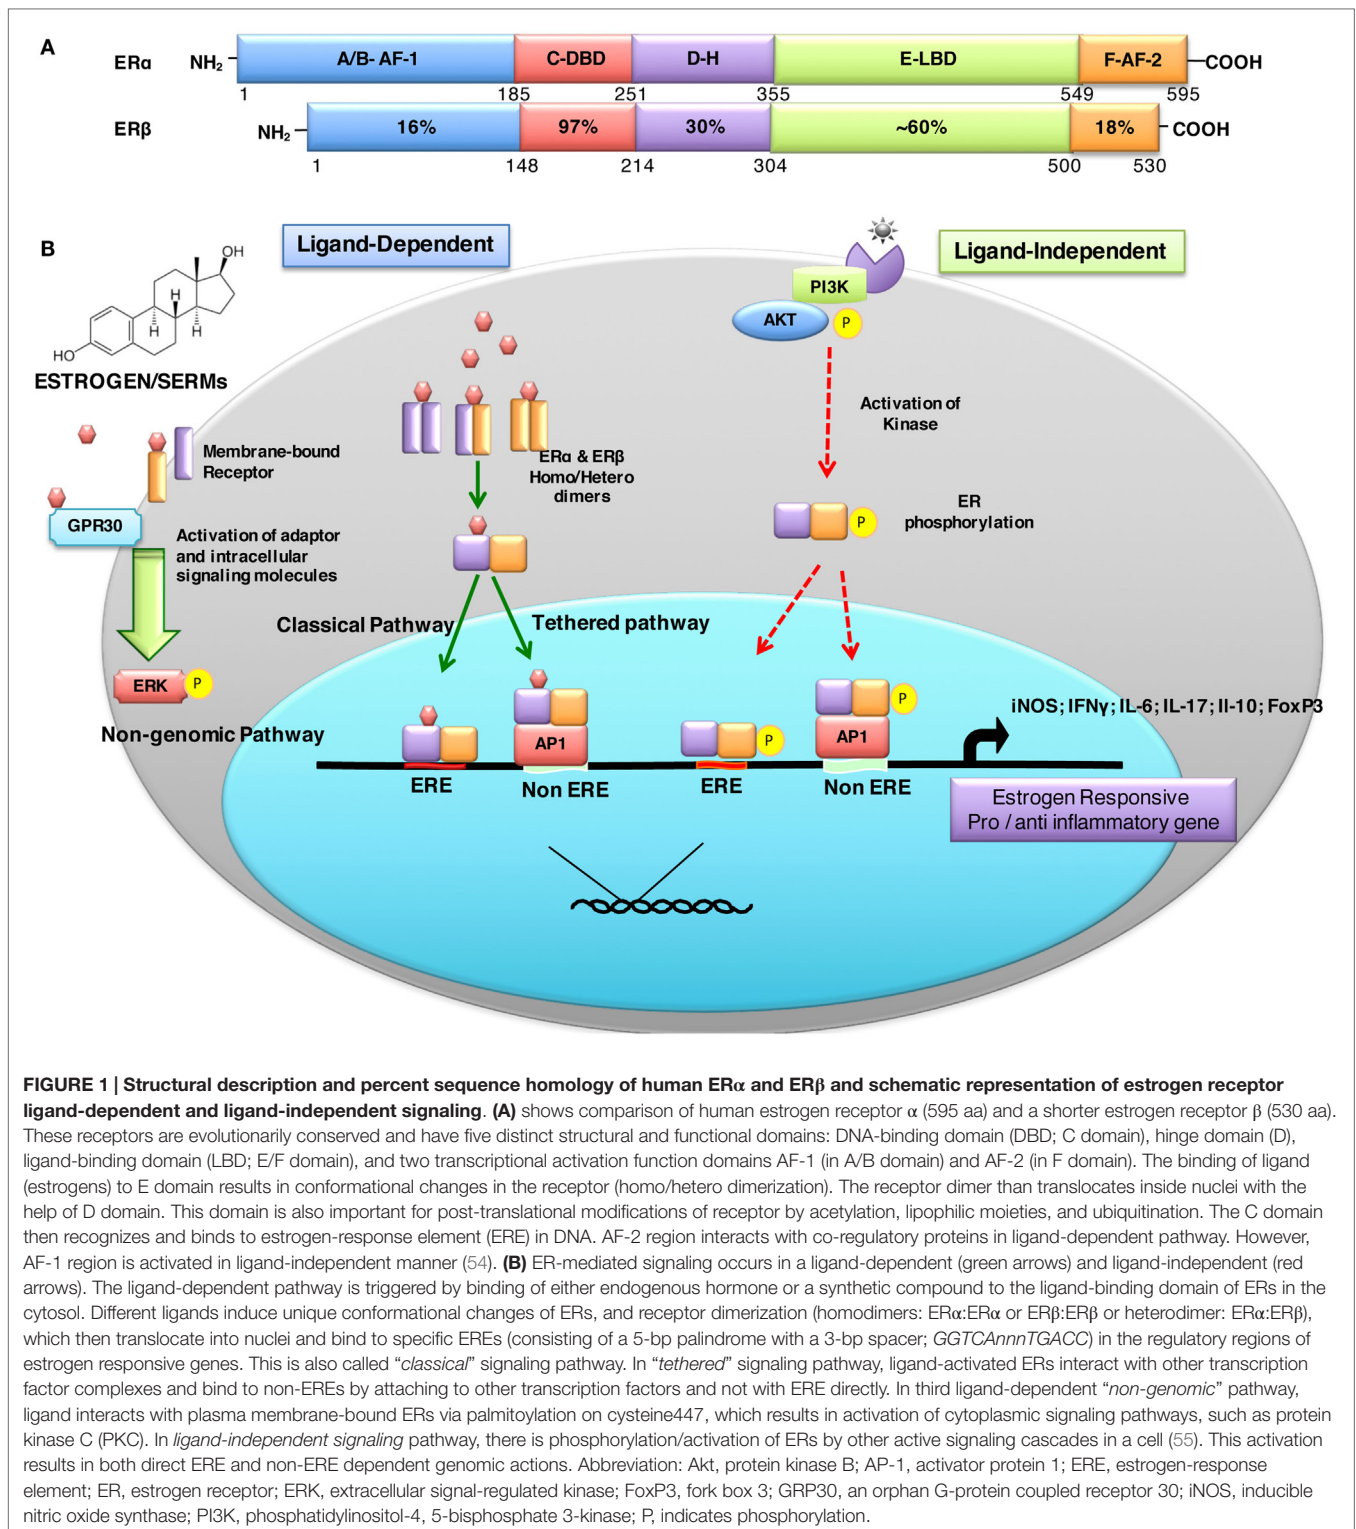 A
ERα NH2 A/B- AF-1 C-DBD D-H E-LBD F-AF-2 COOH
1 185 251 355 549 595
ERβ NH2 16% 97% 30% ~60% 18% COOH
1 148 214 304 500 530
B
Ligand-Dependent
Ligand-Independent
OH
H
H H
HO
ESTROGEN/SERMs
PI3K
AKT P
Activation of
Kinase
Membrane-bound
Receptor
ERα & ERβ
Homo/Hetero
dimers
GPR30
Activation of adaptor
and intracellular
signaling molecules
P
ER
phosphorylation
Classical Pathway
Tethered pathway
ERK P
Non-genomic Pathway
AP1
P
P
AP1
iNOS; IFNγ; IL-6; IL-17; Il-10; FoxP3
ERE
Non ERE
ERE
Non ERE
Estrogen Responsive
Pro / anti inflammatory gene
FIGURE 1 | Structural description and percent sequence homology of human ERα and ERβ and schematic representation of estrogen receptor
ligand-dependent and ligand-independent signaling. (A) shows comparison of human estrogen receptor α (595 aa) and a shorter estrogen receptor β (530 aa).
These receptors are evolutionarily conserved and have five distinct structural and functional domains: DNA-binding domain (DBD; C domain), hinge domain (D),
ligand-binding domain (LBD; E/F domain), and two transcriptional activation function domains AF-1 (in A/B domain) and AF-2 (in F domain). The binding of ligand
(estrogens) to E domain results in conformational changes in the receptor (homo/hetero dimerization). The receptor dimer than translocates inside nuclei with the
help of D domain. This domain is also important for post-translational modifications of receptor by acetylation, lipophilic moieties, and ubiquitination. The C domain
then recognizes and binds to estrogen-response element (ERE) in DNA. AF-2 region interacts with co-regulatory proteins in ligand-dependent pathway. However,
AF-1 region is activated in ligand-independent manner (54). (B) ER-mediated signaling occurs in a ligand-dependent (green arrows) and ligand-independent (red
arrows). The ligand-dependent pathway is triggered by binding of either endogenous hormone or a synthetic compound to the ligand-binding domain of ERs in the
cytosol. Different ligands induce unique conformational changes of ERs, and receptor dimerization (homodimers: ERα:ERα or ERβ:ERβ or heterodimer: ERα:ERβ),
which then translocate into nuclei and bind to specific EREs (consisting of a 5-bp palindrome with a 3-bp spacer; GGTCAnnnTGACC) in the regulatory regions of
estrogen responsive genes. This is also called “classical” signaling pathway. In “tethered” signaling pathway, ligand-activated ERs interact with other transcription
factor complexes and bind to non-EREs by attaching to other transcription factors and not with ERE directly. In third ligand-dependent “non-genomic” pathway,
ligand interacts with plasma membrane-bound ERs via palmitoylation on cysteine447, which results in activation of cytoplasmic signaling pathways, such as protein
kinase C (PKC). In ligand-independent signaling pathway, there is phosphorylation/activation of ERs by other active signaling cascades in a cell (55). This activation
results in both direct ERE and non-ERE dependent genomic actions. Abbreviation: Akt, protein kinase B; AP-1, activator protein 1; ERE, estrogen-response
element; ER, estrogen receptor; ERK, extracellular signal-regulated kinase; FoxP3, fork box 3; GRP30, an orphan G-protein coupled receptor 30; iNOS, inducible
nitric oxide synthase; PI3K, phosphatidylinositol-4, 5-bisphosphate 3-kinase; P, indicates phosphorylation.